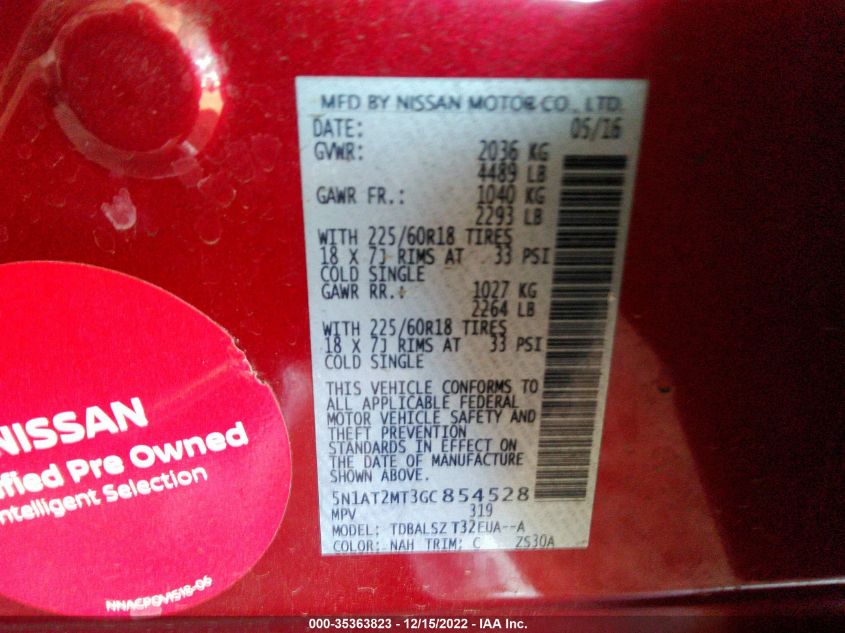 MFD BY NISSAN MOTOR CO., LTD.
DATE: 05/16
GVWR: 2036 KG
4489 LB
GAWR FR.: 1040 KG
2293 LB
WITH 225/60R18 TIRES
18 X 7J RIMS AT 33 PSI
COLD SINGLE
GAWR RR.: 1027 KG
2264 LB
WITH 225/60R18 TIRES
18 X 7J RIMS AT 33 PSI
COLD SINGLE
THIS VEHICLE CONFORMS TO
ALL APPLICABLE FEDERAL
MOTOR VEHICLE SAFETY AND
THEFT PREVENTION
STANDARDS IN EFFECT ON
THE DATE OF MANUFACTURE
SHOWN ABOVE.
5N1AT2MT3GC854528
MPV 319
MODEL: TDBALSZ T32EUA--A
COLOR: NAH TRIM: C ZS30A
NISSAN
fied Pre Owned
ntelligent Selection
000-35363823 - 12/15/2022 - IAA Inc.